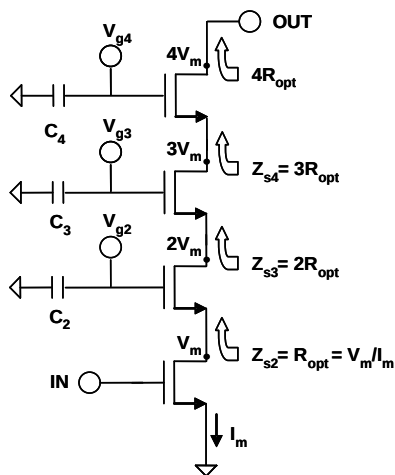 OUT
V_g4
4V_m
4R_opt
C_4
V_g3
3V_m
Z_s4= 3R_opt
C_3
V_g2
2V_m
Z_s3= 2R_opt
C_2
V_m
Z_s2= R_opt = V_m/I_m
IN
I_m